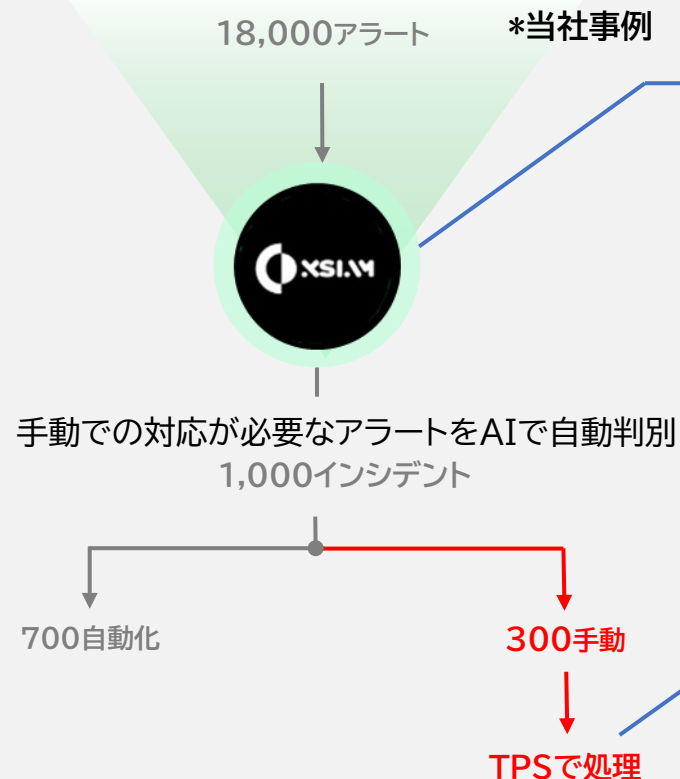 18,000アラート
*当社事例
XSIAM
手動での対応が必要なアラートをAIで自動判別
1,000インシデント
700自動化
300手動
TPSで処理